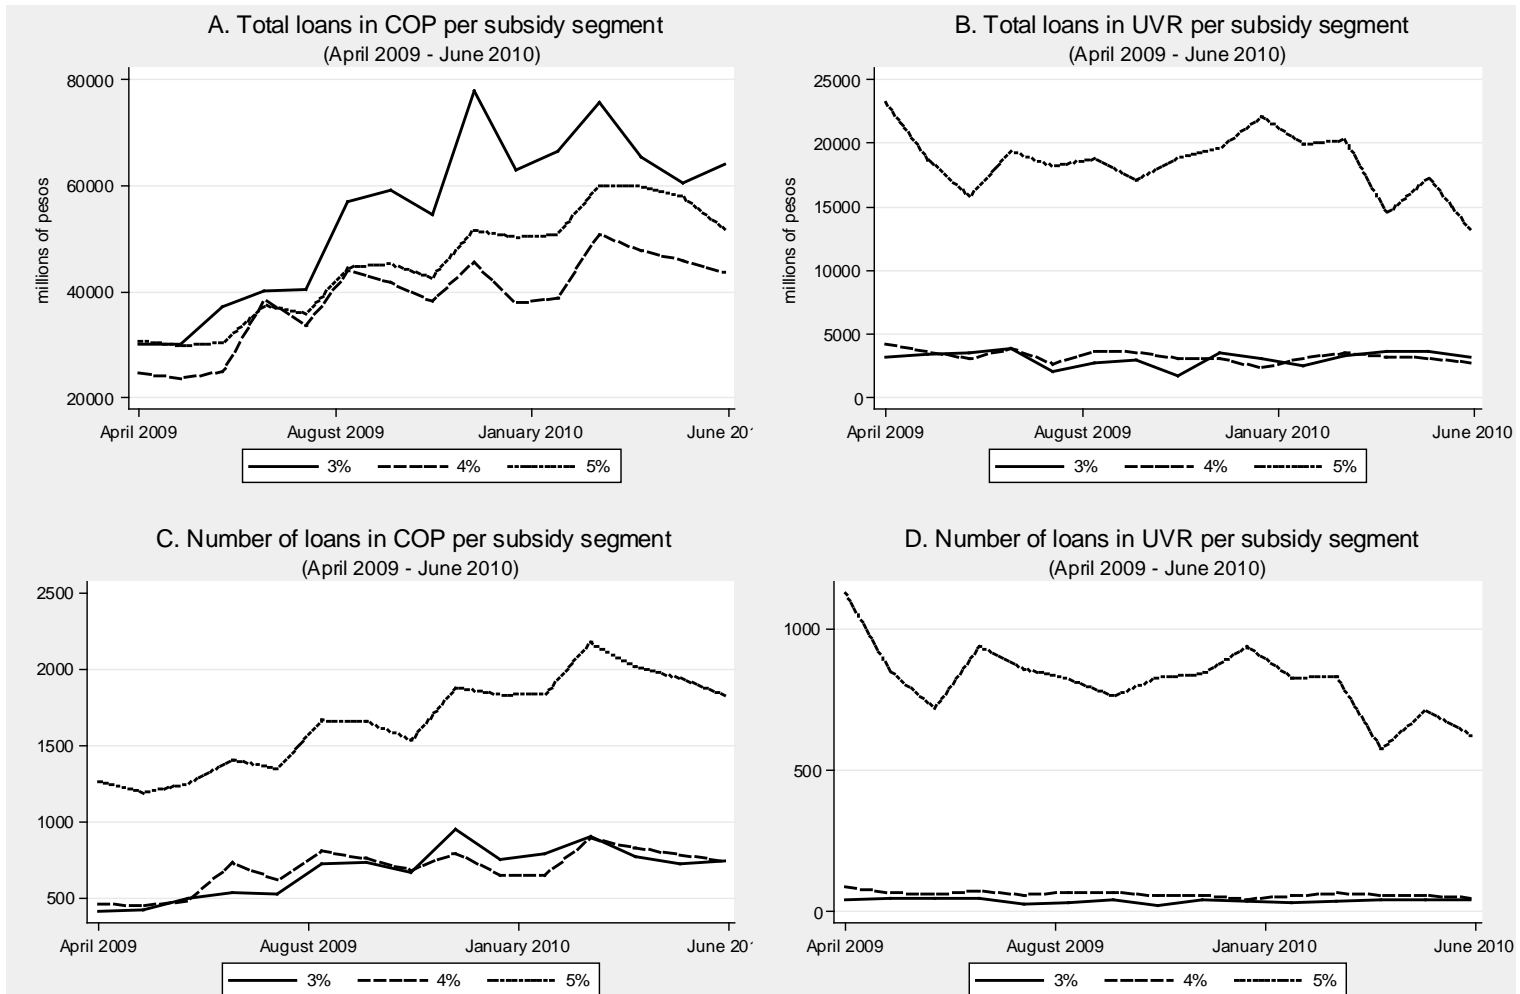 A. Total loans in COP per subsidy segment
(April 2009 - June 2010)
millions of pesos
80000
60000
40000
20000
April 2009 August 2009 January 2010 June 201
3% 4% 5%
B. Total loans in UVR per subsidy segment
(April 2009 - June 2010)
millions of pesos
25000
20000
15000
10000
5000
0
April 2009 August 2009 January 2010 June 2010
3% 4% 5%
C. Number of loans in COP per subsidy segment
(April 2009 - June 2010)
2500
2000
1500
1000
500
April 2009 August 2009 January 2010 June 201
3% 4% 5%
D. Number of loans in UVR per subsidy segment
(April 2009 - June 2010)
1000
500
0
April 2009 August 2009 January 2010 June 2010
3% 4% 5%